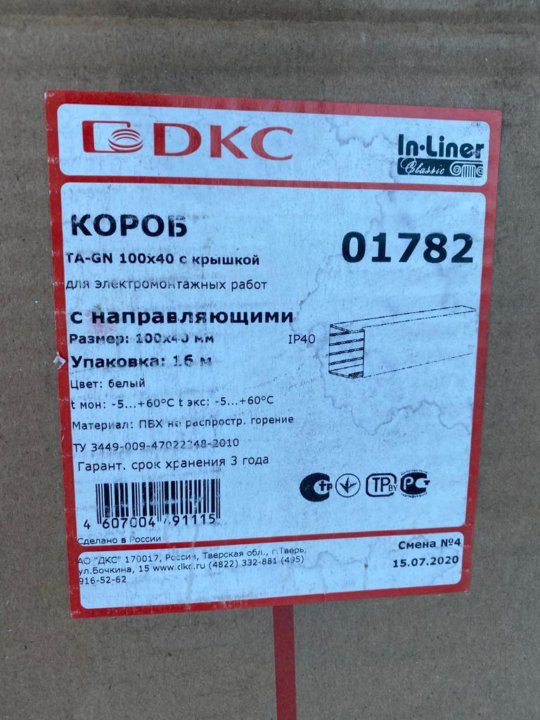 DKC
In-Liner
Classic
КОРОБ
01782
TA-GN 100x40 с крышкой
для электромонтажных работ
с направляющими
Размер: 100x40 мм
IP40
Упаковка: 16 м
Цвет: белый
t мон: -5...+60°C t экс: -5...+60°C
Материал: ПВХ не распростр. горение
ТУ 3449-009-47022248-2010
Гарант. срок хранения 3 года
4 607004 491115
Сделано в России
АО "ДКС" 170017, Россия, Тверская обл., г.Тверь,
ул.Бочкина, 15 www.dkc.ru (4822) 332-881 (495)
916-52-62
Смена №4
15.07.2020